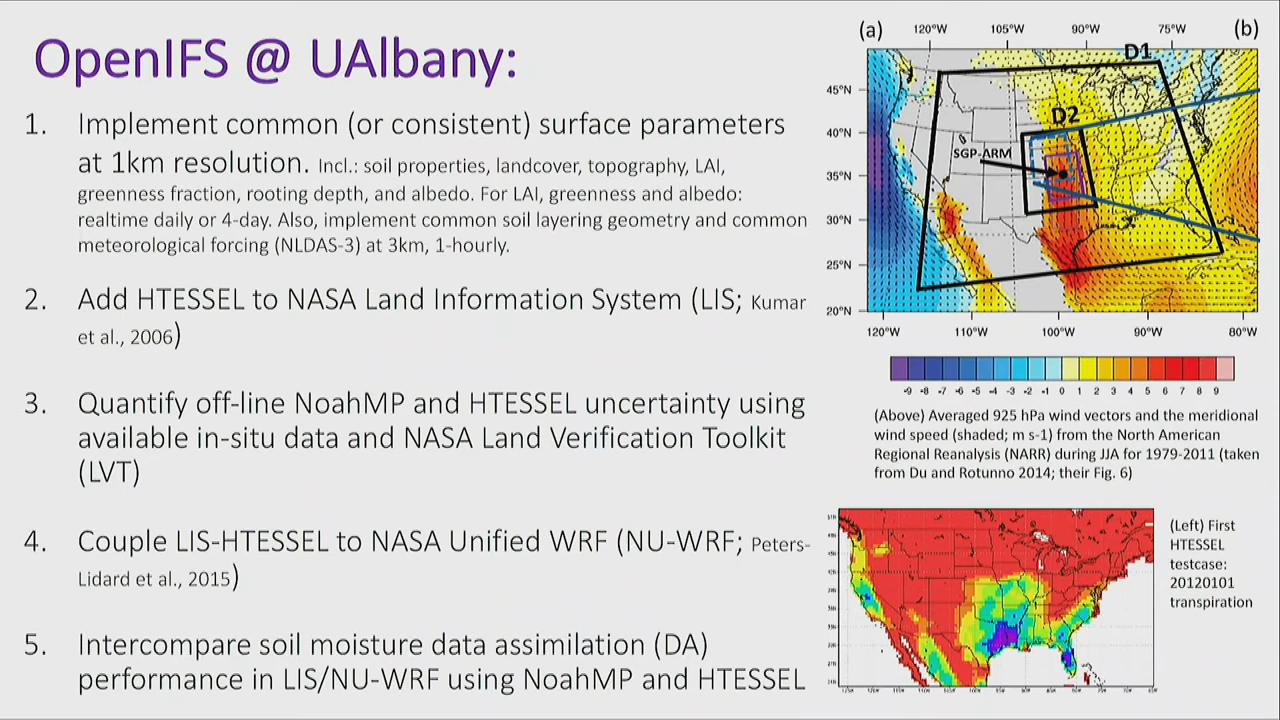 OpenIFS @ UAlbany:
1. Implement common (or consistent) surface parameters
at 1km resolution. Incl.: soil properties, landcover, topography, LAI,
greenness fraction, rooting depth, and albedo. For LAI, greenness and albedo:
realtime daily or 4-day. Also, implement common soil layering geometry and common
meteorological forcing (NLDAS-3) at 3km, 1-hourly.
2. Add HTESSEL to NASA Land Information System (LIS; Kumar
et al., 2006)
3. Quantify off-line NoahMP and HTESSEL uncertainty using
available in-situ data and NASA Land Verification Toolkit
(LVT)
4. Couple LIS-HTESSEL to NASA Unified WRF (NU-WRF; Peters-
Lidard et al., 2015)
5. Intercompare soil moisture data assimilation (DA)
performance in LIS/NU-WRF using NoahMP and HTESSEL
(a) 120°W 105°W 90°W 75°W (b)
D1
45°N
D2
40°N
SGP-ARM
35°N
30°N
25°N
20°N
120°W 110°W 100°W 90°W 80°W
-9 -8 -7 -6 -5 -4 -3 -2 -1 0 1 2 3 4 5 6 7 8 9
(Above) Averaged 925 hPa wind vectors and the meridional
wind speed (shaded; m s-1) from the North American
Regional Reanalysis (NARR) during JJA for 1979-2011 (taken
from Du and Rotunno 2014; their Fig. 6)
(Left) First
HTESSEL
testcase:
20120101
transpiration